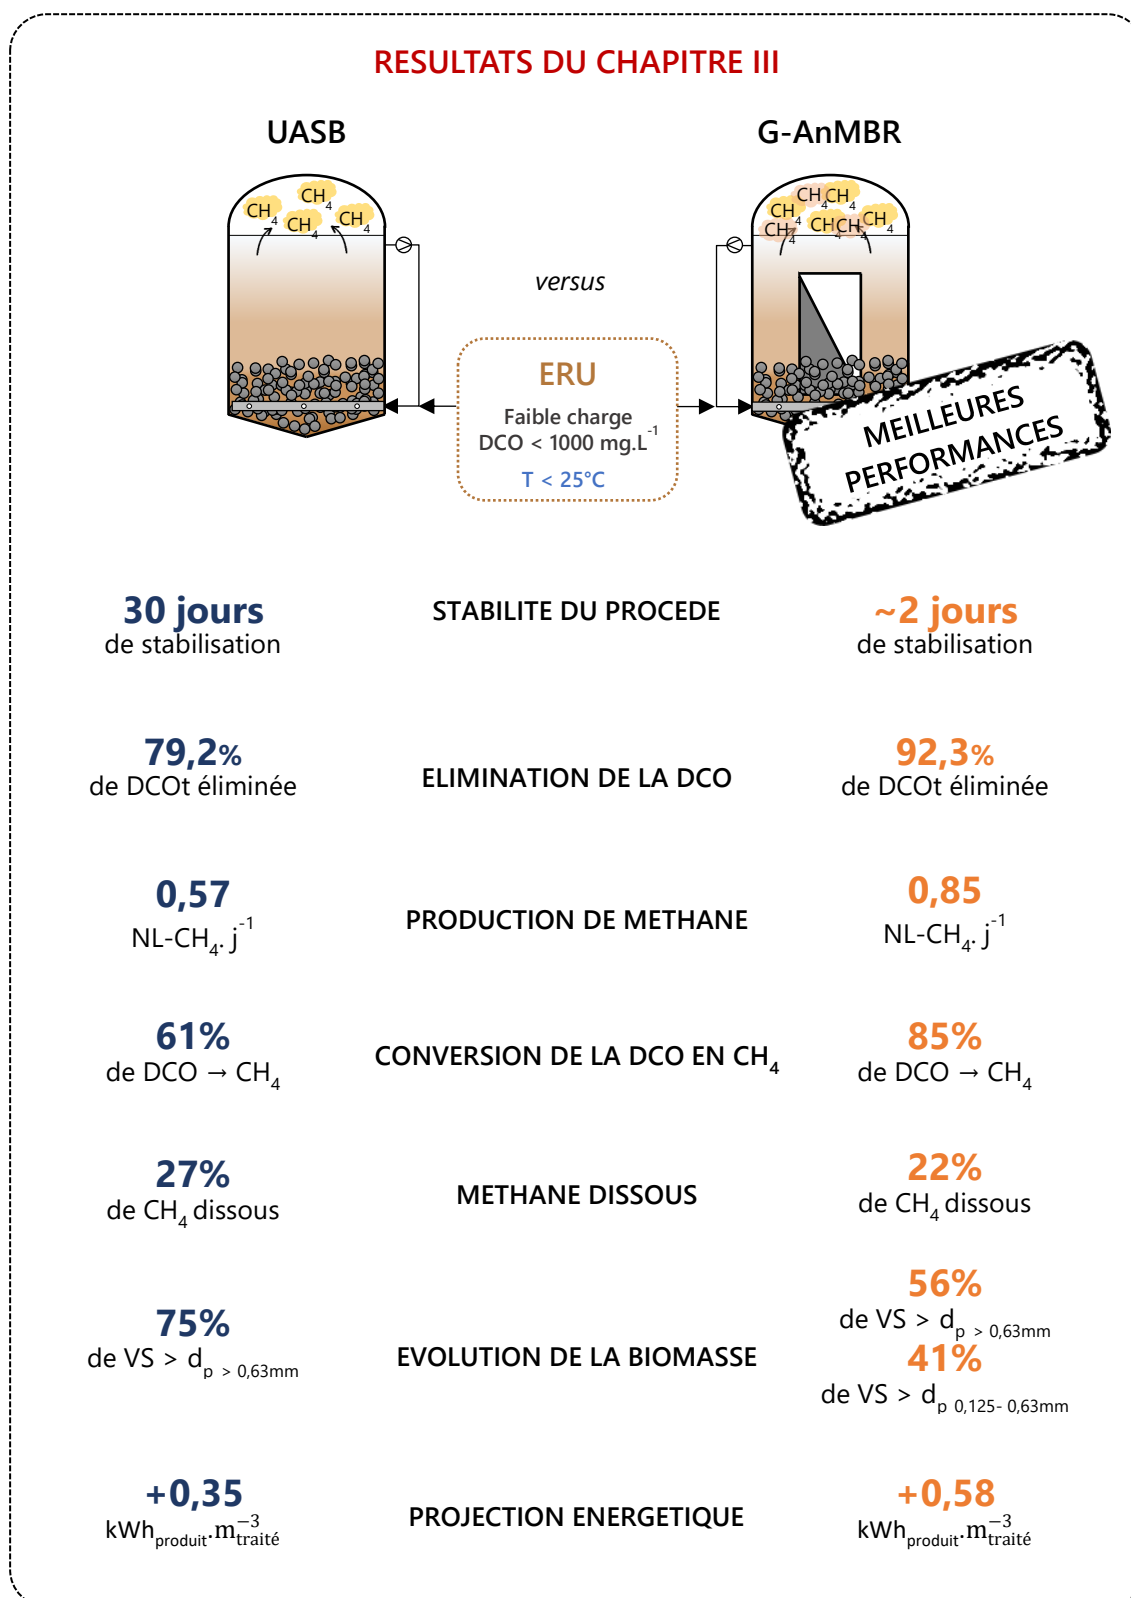 RESULTATS DU CHAPITRE III
UASB
G-AnMBR
CH4
CH4
CH4
CH4
CH4
CH4
CH4
CH4
CH4
CH4
CH4
versus
ERU
Faible charge
DCO < 1000 mg.L-1
T < 25°C
MEILLEURES
PERFORMANCES
30 jours
de stabilisation
STABILITE DU PROCEDE
~2 jours
de stabilisation
79,2%
de DCOt éliminée
ELIMINATION DE LA DCO
92,3%
de DCOt éliminée
0,57
NL-CH4. j-1
PRODUCTION DE METHANE
0,85
NL-CH4. j-1
61%
de DCO → CH4
CONVERSION DE LA DCO EN CH4
85%
de DCO → CH4
27%
de CH4 dissous
METHANE DISSOUS
22%
de CH4 dissous
75%
de VS > dp > 0,63mm
EVOLUTION DE LA BIOMASSE
56%
de VS > dp > 0,63mm
41%
de VS > dp 0,125- 0,63mm
+0,35
kWhproduit.m−3traité
PROJECTION ENERGETIQUE
+0,58
kWhproduit.m−3traité